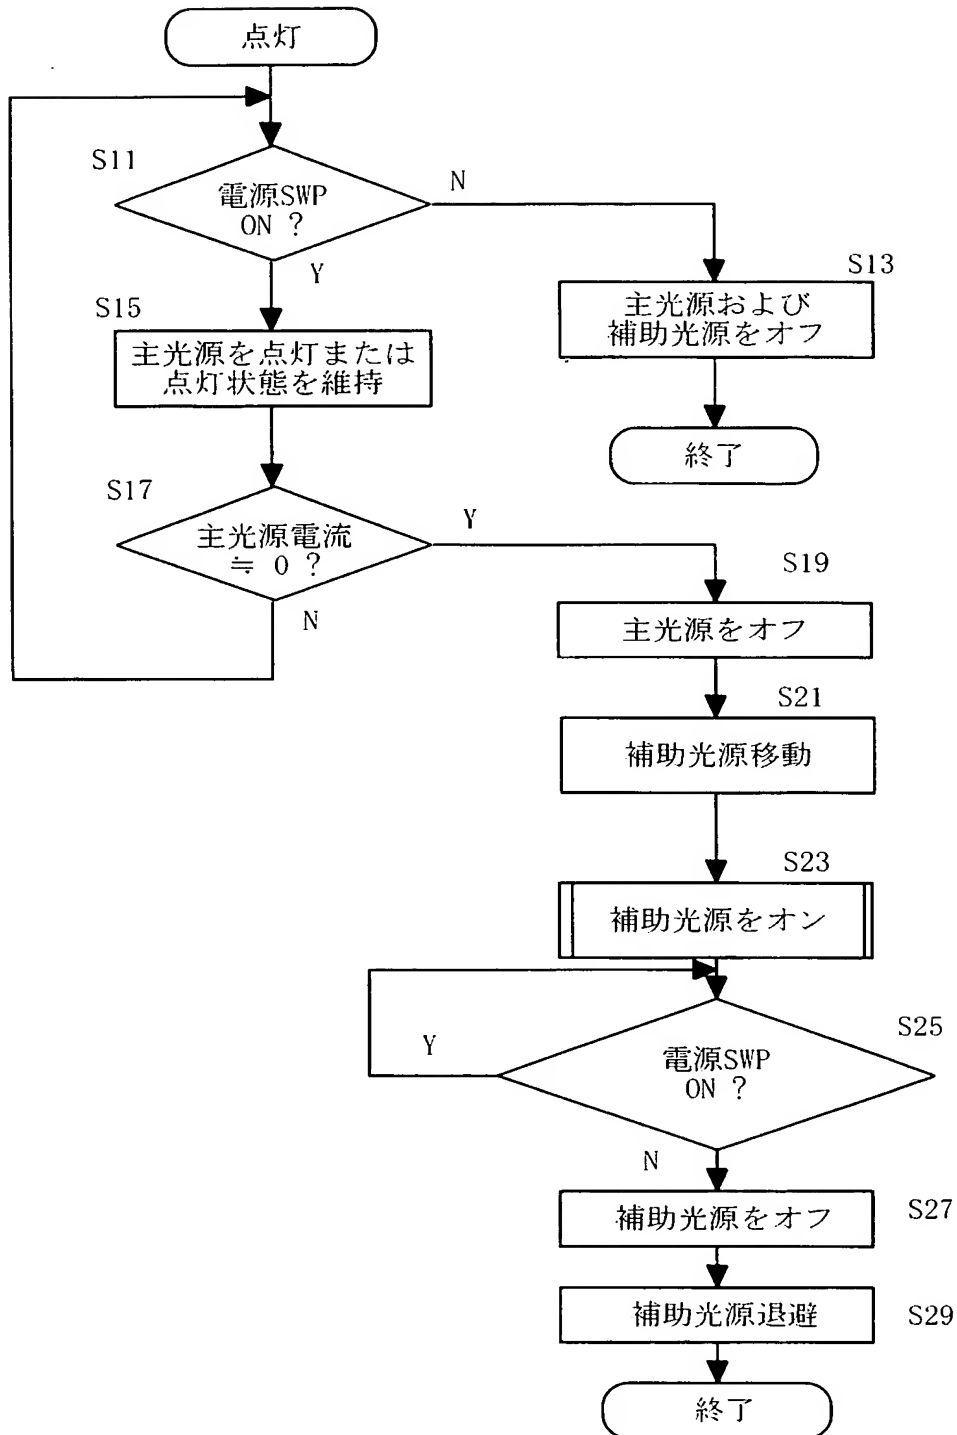 点灯
S11
電源SWP
ON ?
N
Y
S13
主光源および
補助光源をオフ
終了
S15
主光源を点灯または
点灯状態を維持
S17
主光源電流
≒ 0 ?
Y
N
S19
主光源をオフ
S21
補助光源移動
S23
補助光源をオン
S25
電源SWP
ON ?
Y
N
S27
補助光源をオフ
S29
補助光源退避
終了